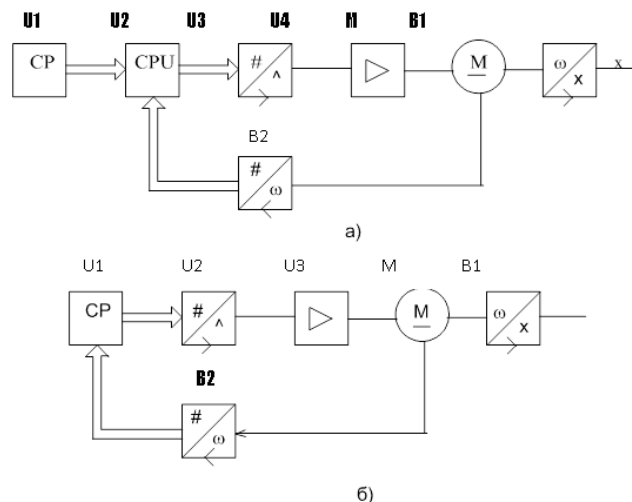 U1 U2 U3 U4 M B1
CP CPU # ^ M ω x x
B2
# ω
а)
U1 U2 U3 M B1
CP # ^ M ω x
B2
# ω
б)